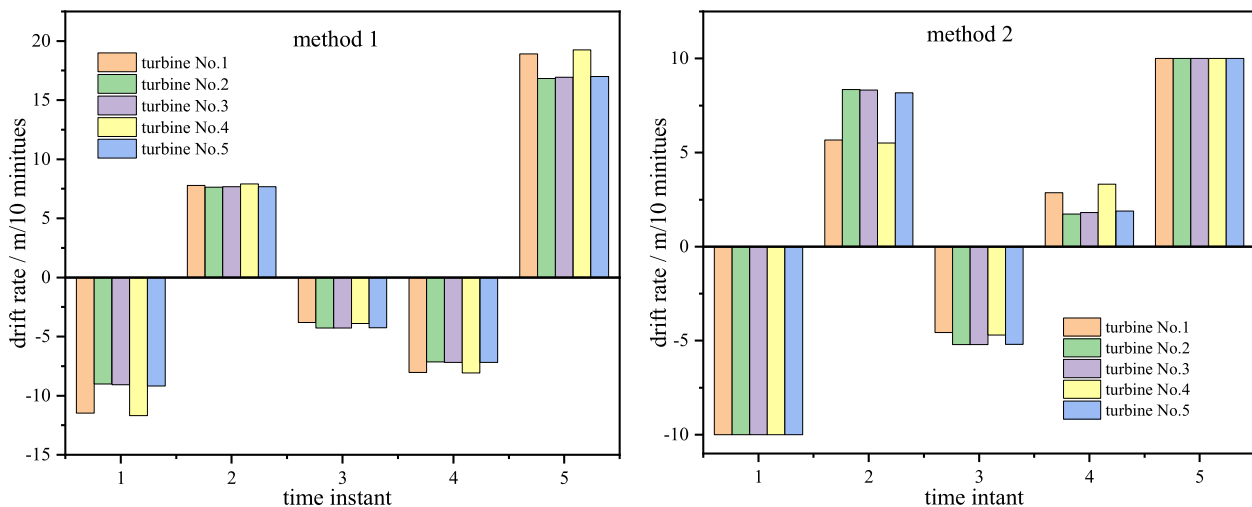 method 1
turbine No.1
turbine No.2
turbine No.3
turbine No.4
turbine No.5
20
15
10
5
0
-5
-10
-15
drift rate / m/10 minitues
1 2 3 4 5
time instant
method 2
10
5
0
-5
-10
drift rate / m/10 minitues
turbine No.1
turbine No.2
turbine No.3
turbine No.4
turbine No.5
1 2 3 4 5
time intant